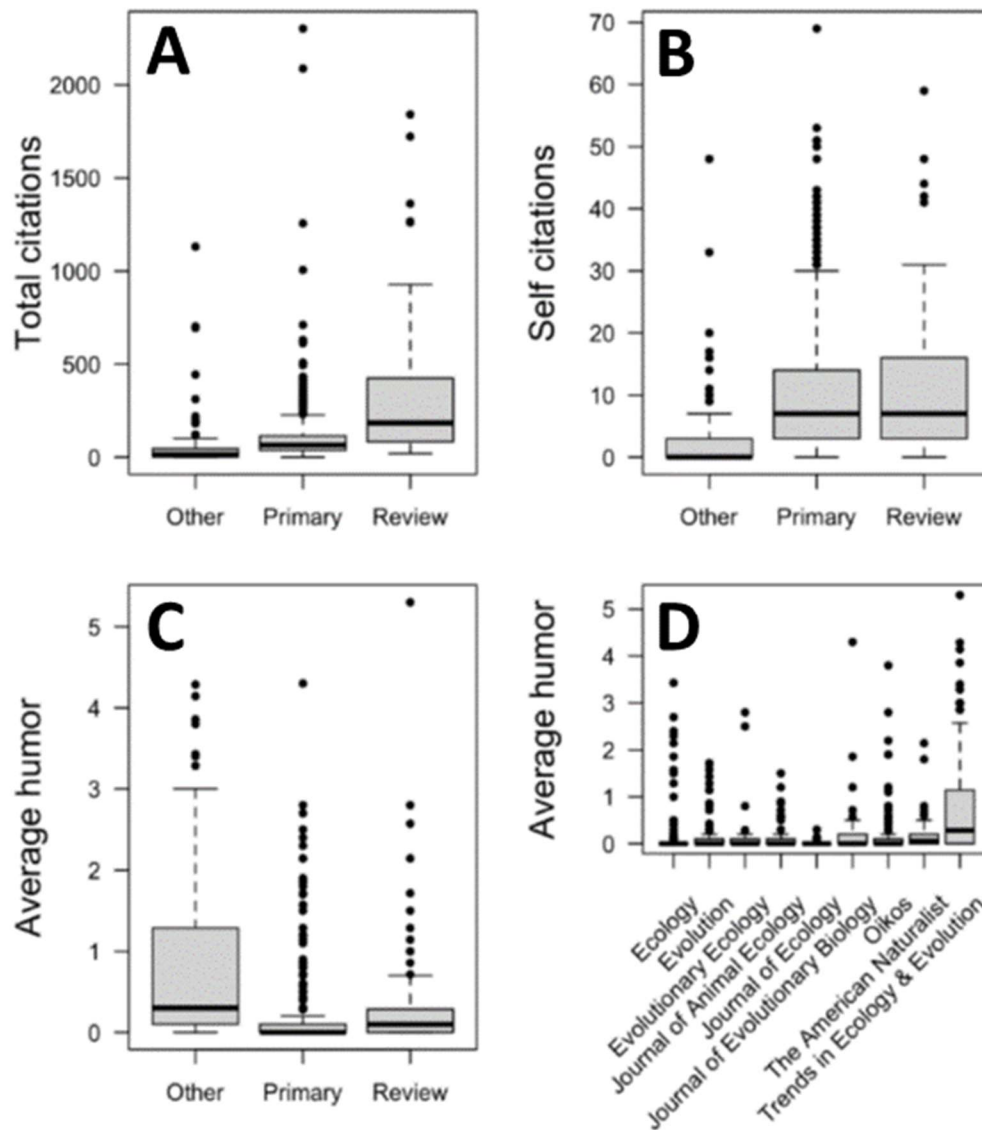 A
Total citations
2000
1500
1000
500
0
Other Primary Review
B
Self citations
70
60
50
40
30
20
10
0
Other Primary Review
C
Average humor
5
4
3
2
1
0
Other Primary Review
D
Average humor
5
4
3
2
1
0
Ecology
Evolution
Evolutionary Ecology
Journal of Animal Ecology
Journal of Ecology
Journal of Evolutionary Biology
Oikos
The American Naturalist
Trends in Ecology & Evolution